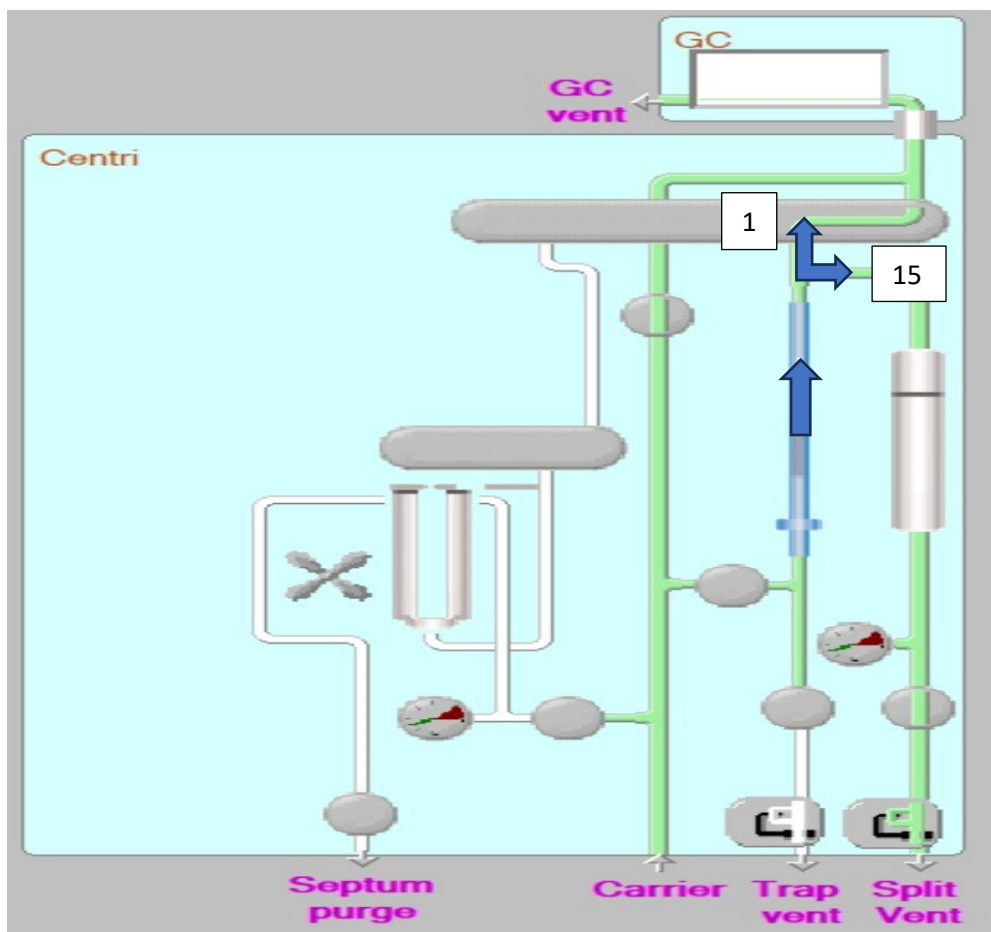 GC
GC
vent
Centri
1
15
Septum
purge
Carrier
Trap
vent
Split
Vent